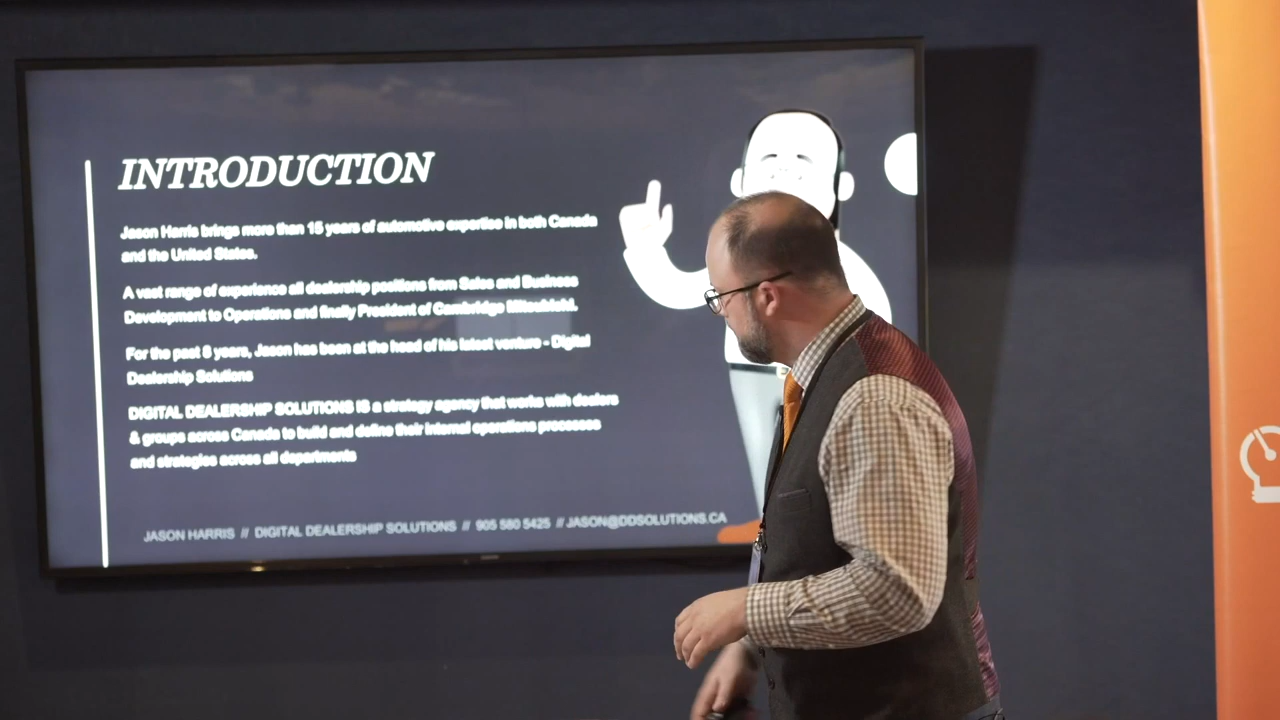 INTRODUCTION
Jason Harris brings more than 15 years of automotive expertise in both Canada
and the United States.
A vast range of experience all dealership positions from Sales and Business
Development to Operations and finally President of Cambridge Mitsubishi.
For the past 8 years, Jason has been at the head of his latest venture - Digital
Dealership Solutions
DIGITAL DEALERSHIP SOLUTIONS IS a strategy agency that works with dealers
& groups across Canada to build and define their internal operations processes
and strategies across all departments
JASON HARRIS // DIGITAL DEALERSHIP SOLUTIONS // 905 580 5425 // JASON@DDSOLUTIONS.CA